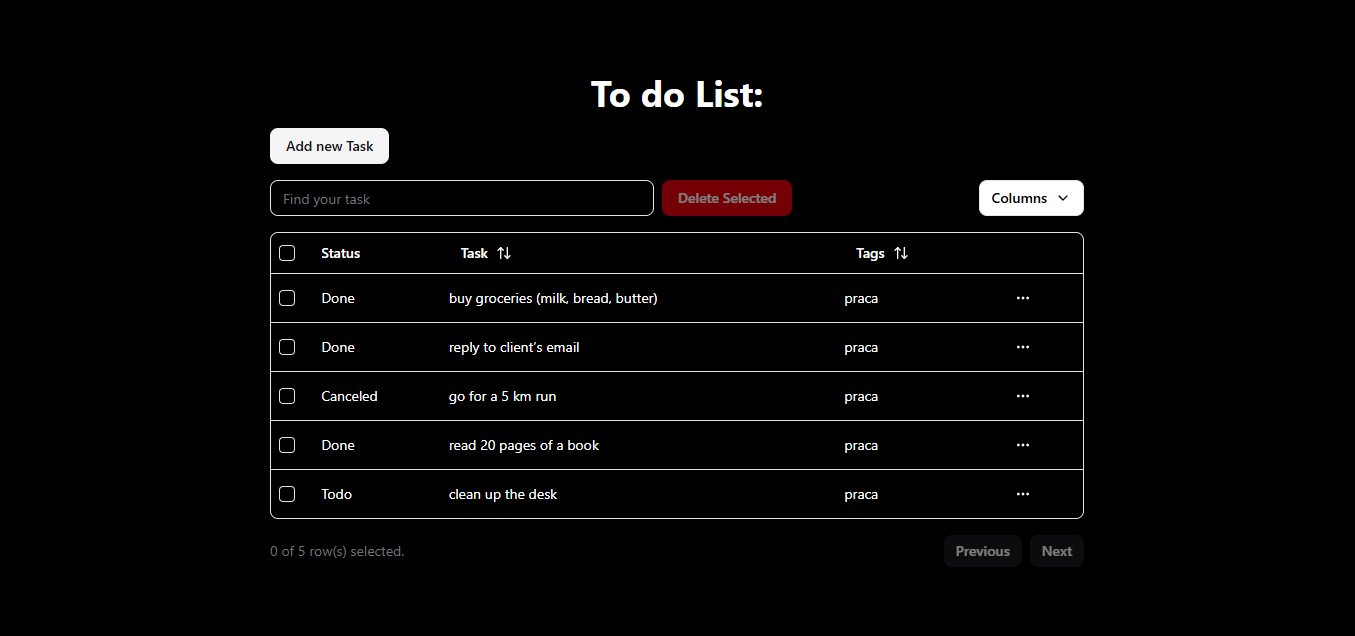 To do List:
Add new Task
Find your task Delete Selected Columns
Status Task Tags
Done buy groceries (milk, bread, butter) praca
Done reply to client’s email praca
Canceled go for a 5 km run praca
Done read 20 pages of a book praca
Todo clean up the desk praca
0 of 5 row(s) selected. Previous Next